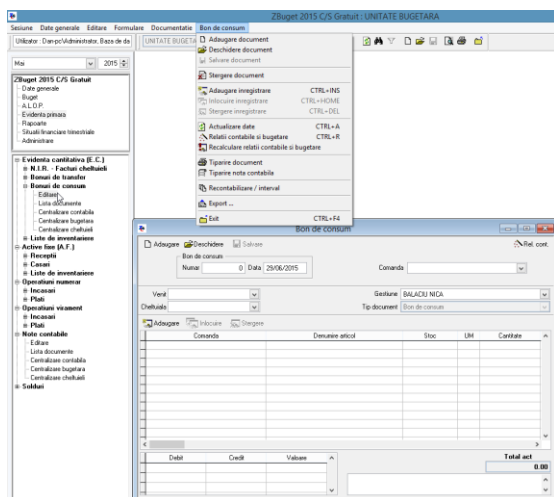 ZBuget 2015 C/S Gratuit : UNITATE BUGETARA
Sesiune Date generale Editare Formulare Documentatie Bon de consum
Utilizator : Dan-pc\Administrator, Baza de da
UNITATE BUGETA
Mai 2015
ZBuget 2015 C/S Gratuit
Date generale
Buget
A.L.O.P.
Evidenta primara
Rapoarte
Situatii financiare trimestriale
Administrare
Evidenta cantitativa (E.C.)
N.I.R. - Facturi cheltuieli
Bonuri de transfer
Bonuri de consum
Editare
Lista documente
Centralizare contabila
Centralizare bugetara
Centralizare cheltuieli
Liste de inventariere
Active fixe (A.F.)
Receptii
Casari
Liste de inventariere
Operatiuni numerar
Incasari
Plati
Operatiuni virament
Incasari
Plati
Note contabile
Editare
Lista documente
Centralizare contabila
Centralizare bugetara
Centralizare cheltuieli
Solduri
Adaugare document
Deschidere document
Salvare document
Stergere document
Adaugare inregistrare CTRL+INS
Inlocuire inregistrare CTRL+HOME
Stergere inregistrare CTRL+DEL
Actualizare date CTRL+A
Relatii contabile si bugetare CTRL+R
Recalculare relatii contabile si bugetare
Tiparire document
Tiparire nota contabila
Recontabilizare / interval
Export ...
Exit CTRL+F4
Bon de consum
Adaugare Deschidere Salvare Rel. cont.
Bon de consum
Numar 0 Data 29/06/2015 Comanda
Venit Gestiune BALACIU NICA
Cheltuiala Tip document Bon de consum
Adaugare Inlocuire Stergere
Comanda Denumire articol Stoc UM Cantitate
Debit Credit Valoare Total act
0.00